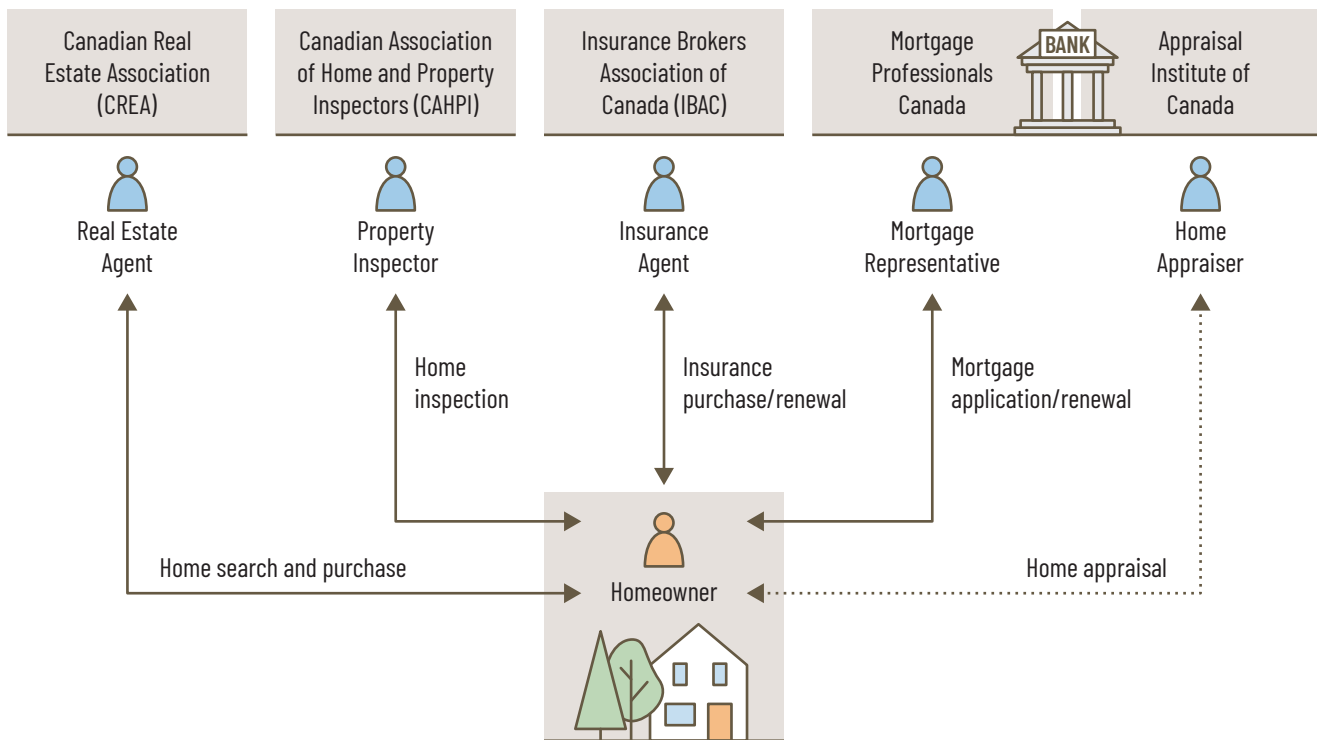 Canadian Real
Estate Association
(CREA)
Canadian Association
of Home and Property
Inspectors (CAHPI)
Insurance Brokers
Association of
Canada (IBAC)
Mortgage
Professionals
Canada
BANK
Appraisal
Institute of
Canada
Real Estate
Agent
Property
Inspector
Insurance
Agent
Mortgage
Representative
Home
Appraiser
Home
inspection
Insurance
purchase/renewal
Mortgage
application/renewal
Home search and purchase
Homeowner
Home appraisal